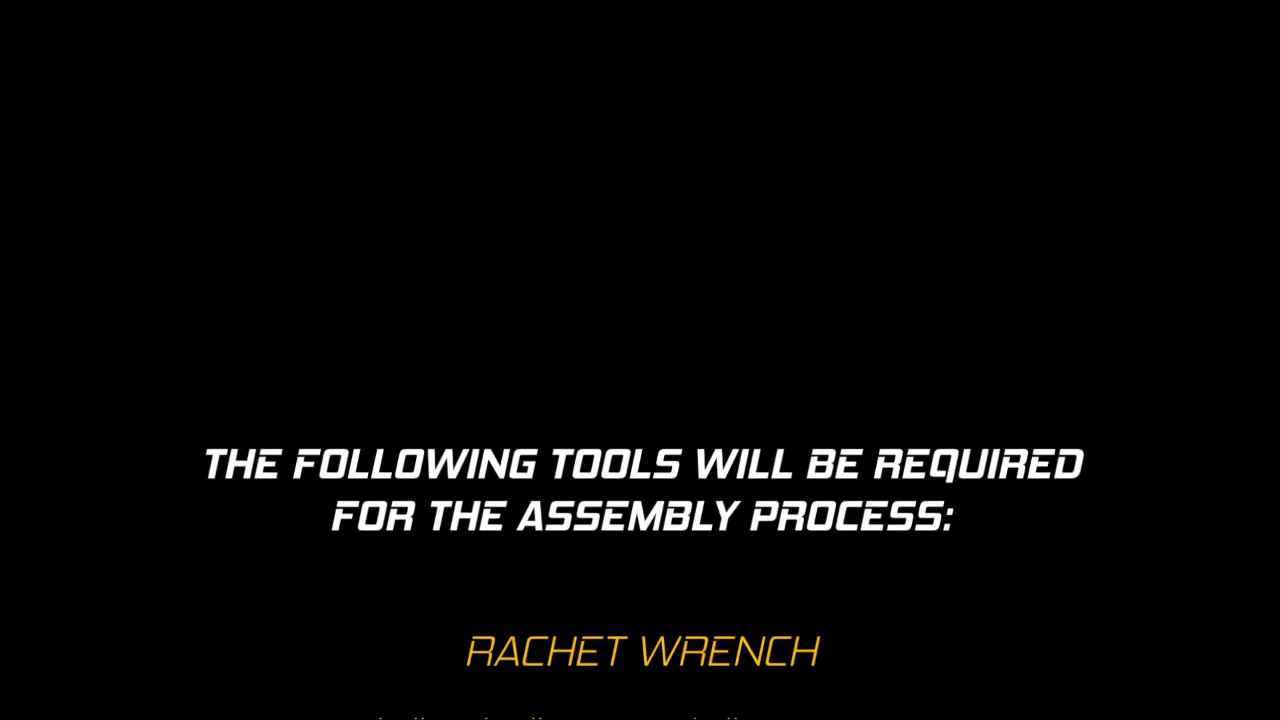 THE FOLLOWING TOOLS WILL BE REQUIRED
FOR THE ASSEMBLY PROCESS:
RACHET WRENCH